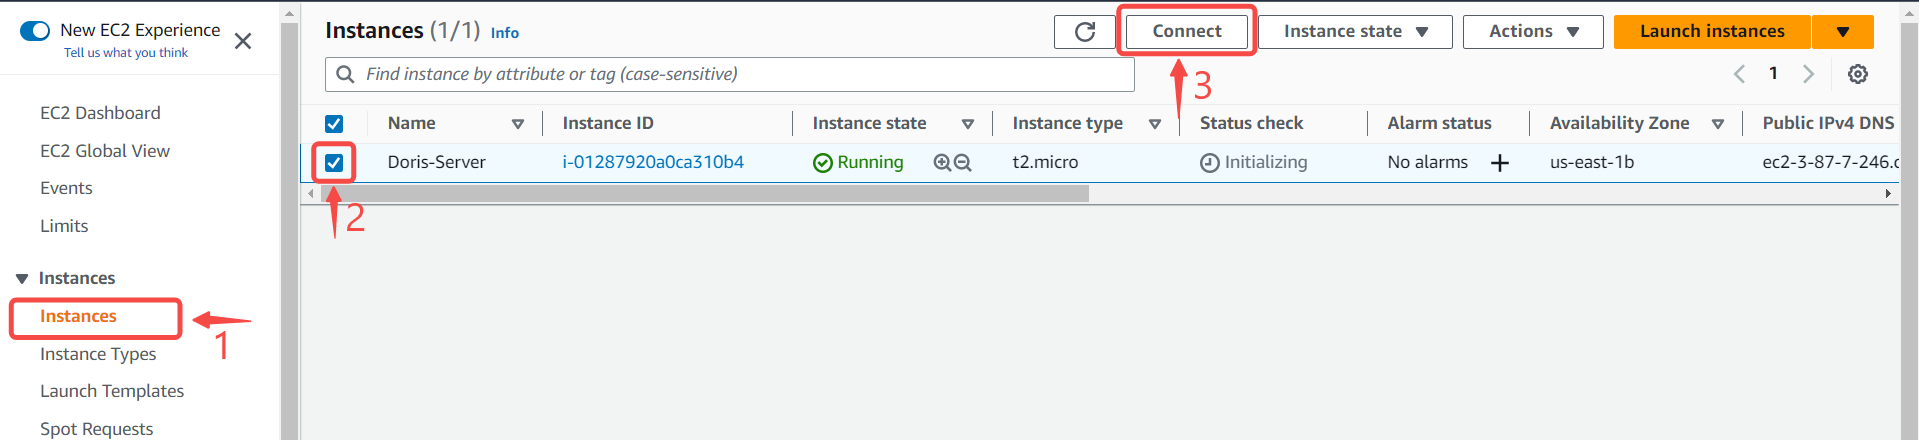 New EC2 Experience
Tell us what you think
EC2 Dashboard
EC2 Global View
Events
Limits
Instances
Instances
1
Instance Types
Launch Templates
Spot Requests
Instances (1/1) Info
Connect
Instance state
Actions
Launch instances
Find instance by attribute or tag (case-sensitive)
3
1
Name Instance ID Instance state Instance type Status check Alarm status Availability Zone Public IPv4 DNS
Doris-Server i-01287920a0ca310b4 Running t2.micro Initializing No alarms + us-east-1b ec2-3-87-7-246.c
2